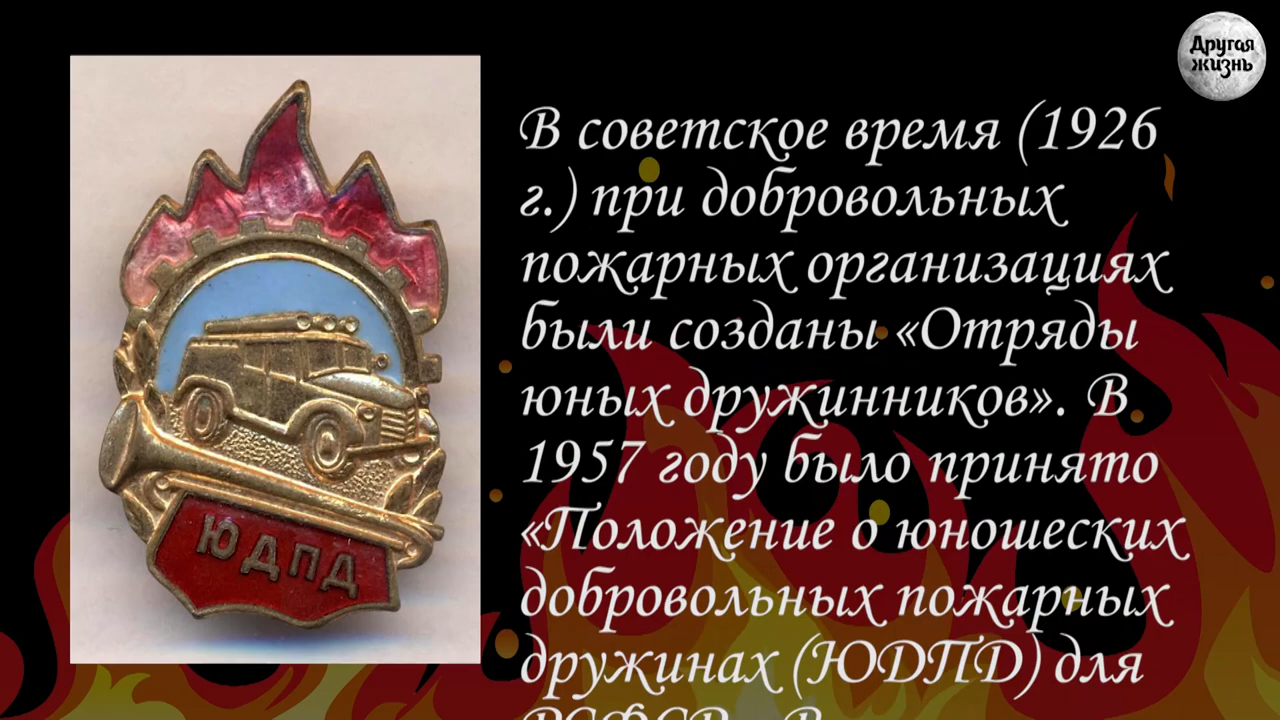 Другая
жизнь
В советское время (1926
г.) при добровольных
пожарных организациях
были созданы «Отряды
юных дружинников». В
1957 году было принято
«Положение о юношеских
добровольных пожарных
дружинах (ЮДПД) для
ЮДПД